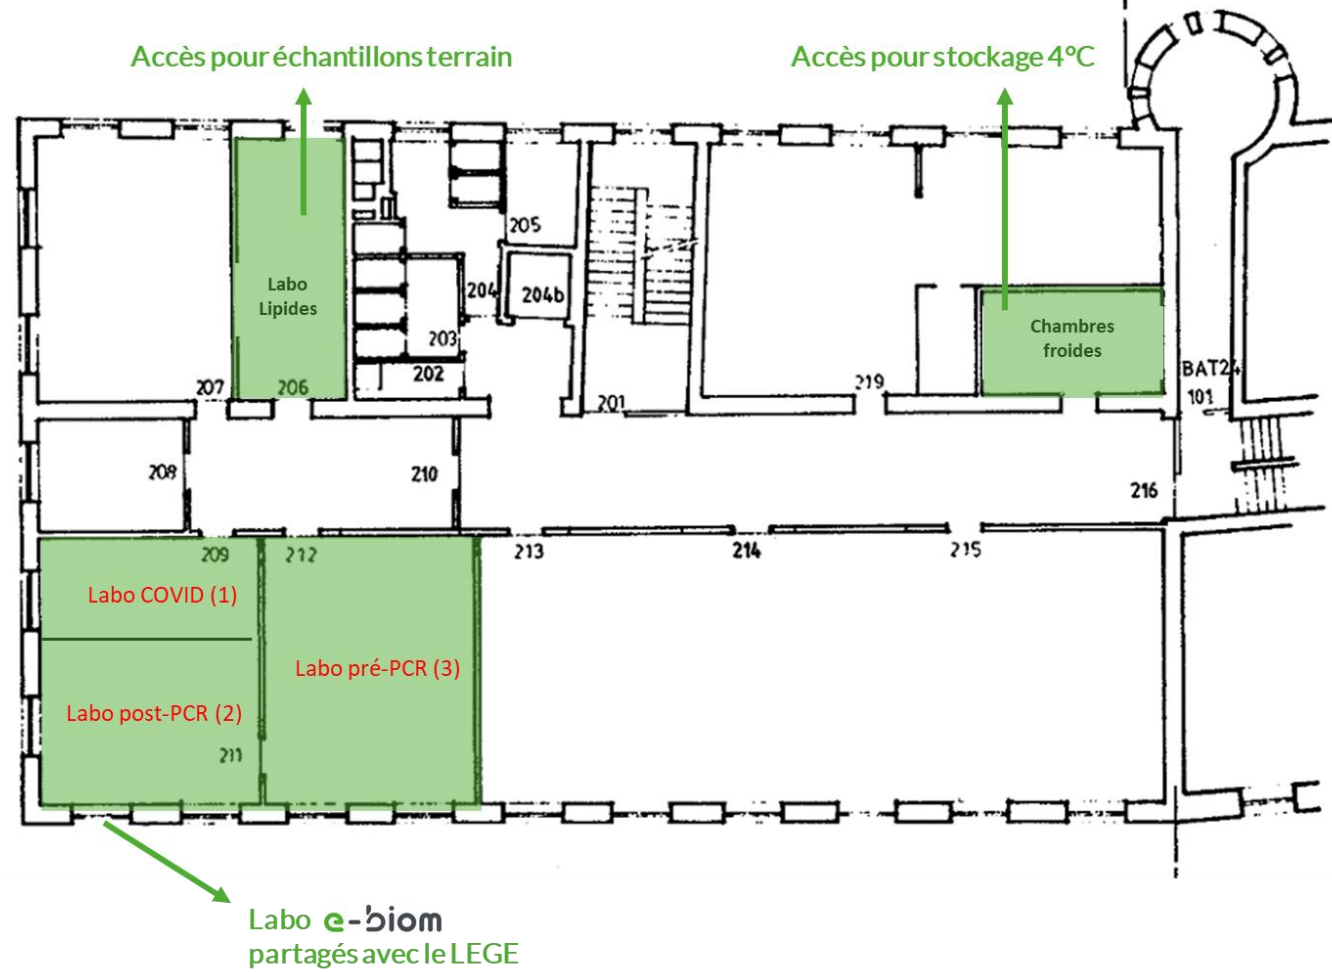 Accès pour échantillons terrain
Accès pour stockage 4°C
205
Labo
Lipides
204
204b
203
Chambres
froides
202
BAT24
207
206
219
201
101
208
210
216
209
212
213
214
215
Labo COVID (1)
Labo pré-PCR (3)
Labo post-PCR (2)
211
Labo e-biom
partagés avec le LEGE